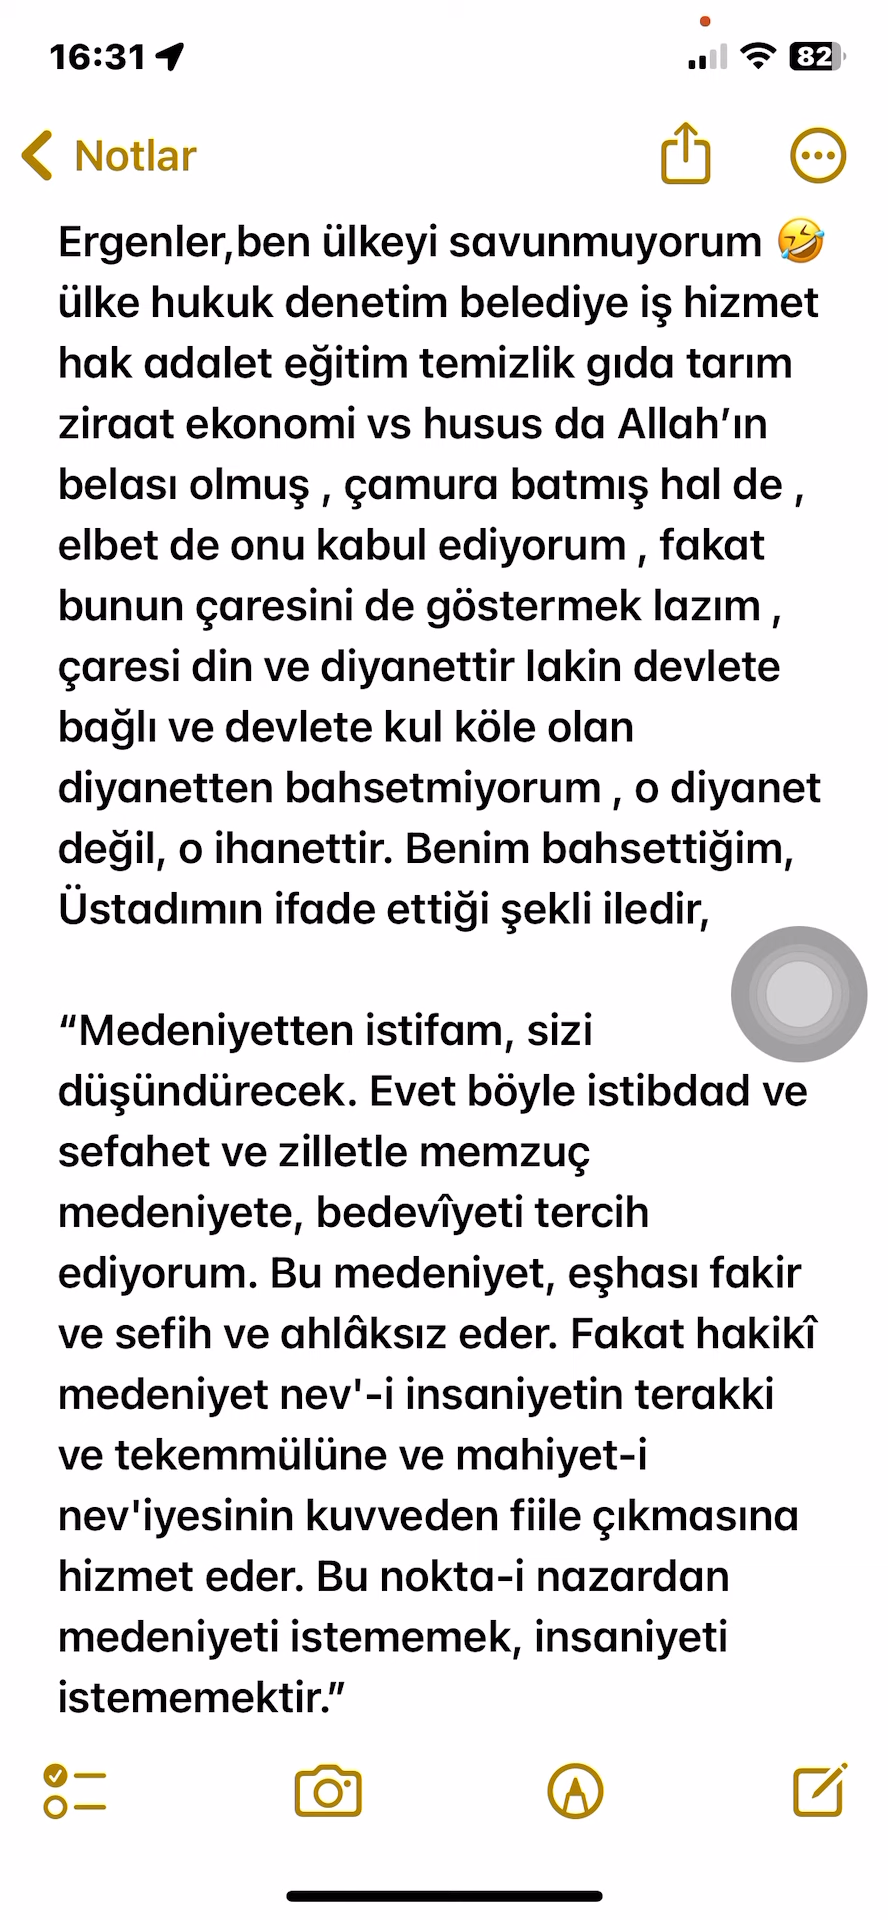 16:31
82
Notlar
Ergenler,ben ülkeyi savunmuyorum 🤣
ülke hukuk denetim belediye iş hizmet
hak adalet eğitim temizlik gıda tarım
ziraat ekonomi vs husus da Allah’ın
belası olmuş , çamura batmış hal de ,
elbet de onu kabul ediyorum , fakat
bunun çaresini de göstermek lazım ,
çaresi din ve diyanettir lakin devlete
bağlı ve devlete kul köle olan
diyanetten bahsetmiyorum , o diyanet
değil, o ihanettir. Benim bahsettiğim,
Üstadımın ifade ettiği şekli iledir,
“Medeniyetten istifam, sizi
düşündürecek. Evet böyle istibdad ve
sefahet ve zilletle memzuç
medeniyete, bedevîyeti tercih
ediyorum. Bu medeniyet, eşhası fakir
ve sefih ve ahlâksız eder. Fakat hakikî
medeniyet nev'-i insaniyetin terakki
ve tekemmülüne ve mahiyet-i
nev'iyesinin kuvveden fiile çıkmasına
hizmet eder. Bu nokta-i nazardan
medeniyeti istememek, insaniyeti
istememektir.”